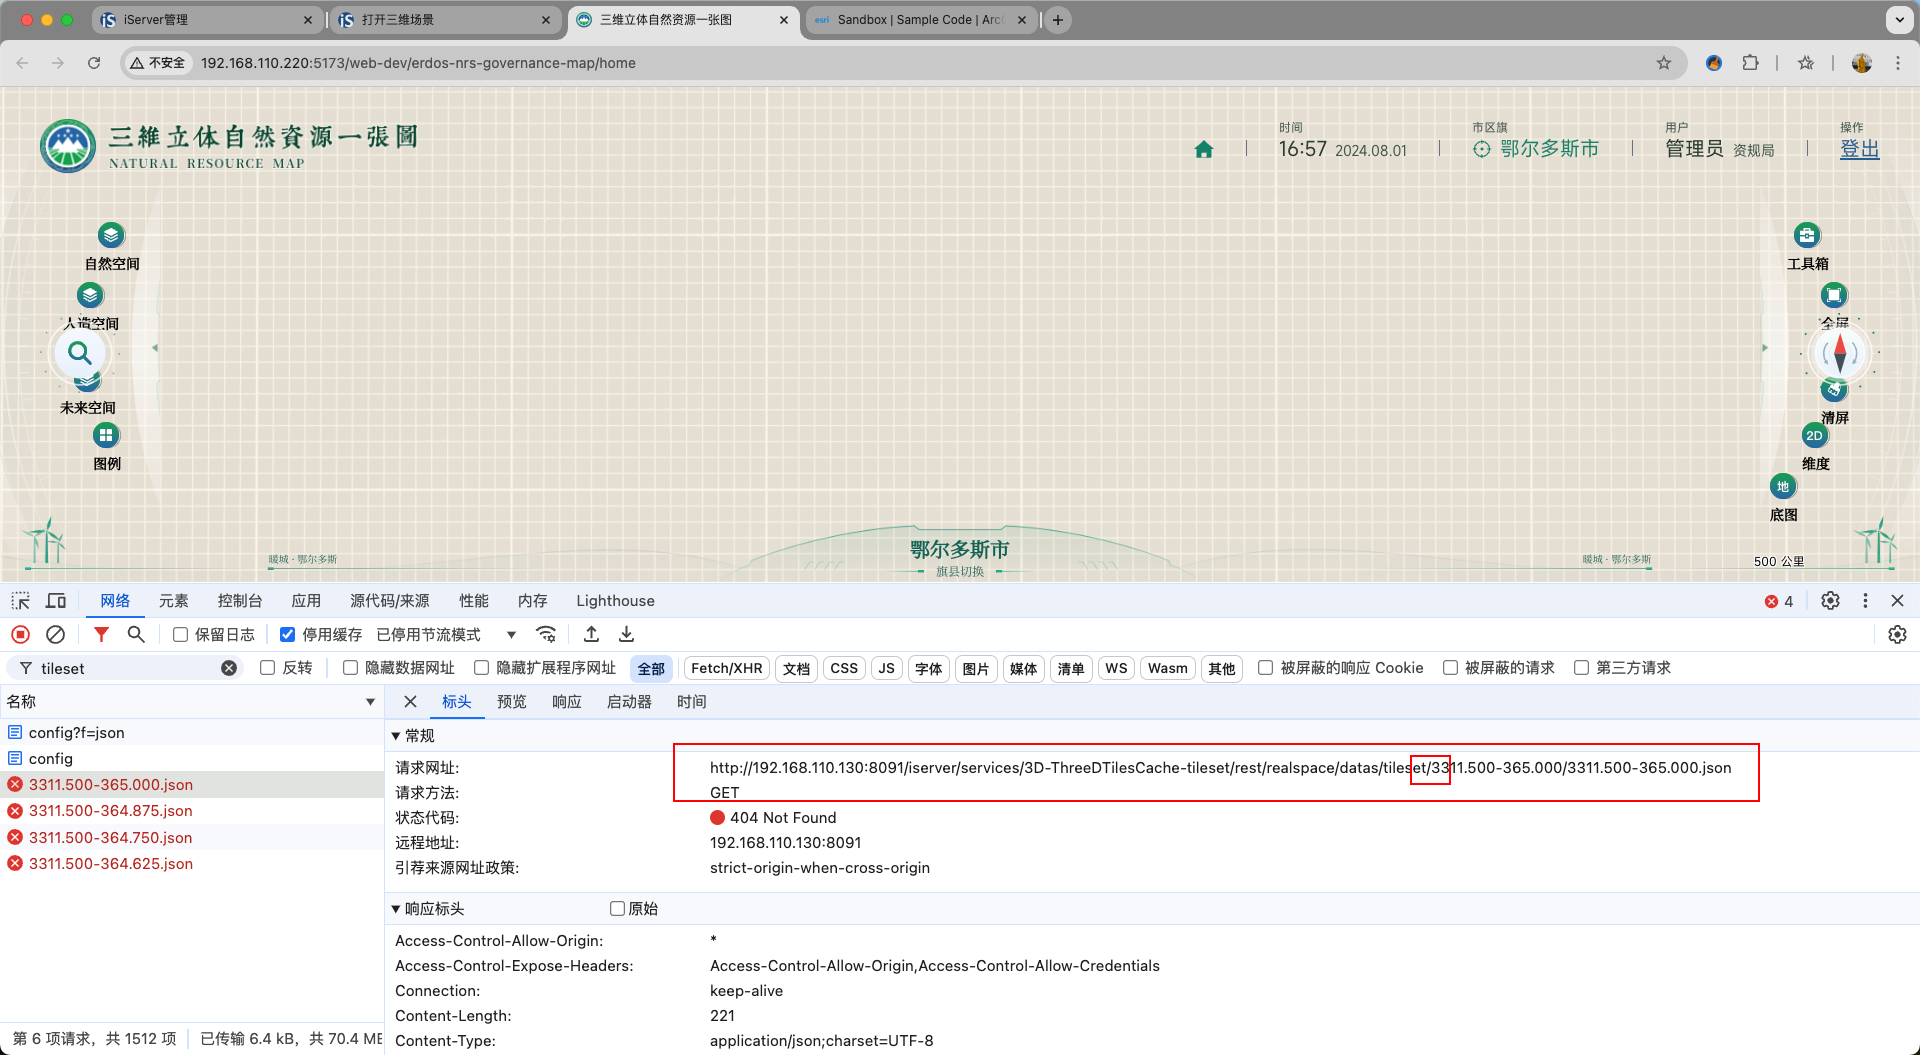 iServer管理
打开三维场景
三维立体自然资源一张图
esri Sandbox | Sample Code | Arc
不安全 192.168.110.220:5173/web-dev/erdos-nrs-governance-map/home
三維立体自然資源一張圖
NATURAL RESOURCE MAP
时间
16:57 2024.08.01
市区旗
鄂尔多斯市
用户
管理员 资规局
操作
登出
自然空间
人造空间
未来空间
图例
工具箱
全屏
清屏
2D
维度
地
底图
暖城·鄂尔多斯
鄂尔多斯市
旗县切换
暖城·鄂尔多斯
500 公里
网络 元素 控制台 应用 源代码/来源 性能 内存 Lighthouse 4
保留日志 停用缓存 已停用节流模式
tileset 反转 隐藏数据网址 隐藏扩展程序网址 全部 Fetch/XHR 文档 CSS JS 字体 图片 媒体 清单 WS Wasm 其他 被屏蔽的响应 Cookie 被屏蔽的请求 第三方请求
名称
config?f=json
config
3311.500-365.000.json
3311.500-364.875.json
3311.500-364.750.json
3311.500-364.625.json
第 6 项请求，共 1512 项 已传输 6.4 kB，共 70.4 ME
标头 预览 响应 启动器 时间
常规
请求网址: http://192.168.110.130:8091/iserver/services/3D-ThreeDTilesCache-tileset/rest/realspace/datas/tileset/3311.500-365.000/3311.500-365.000.json
请求方法: GET
状态代码: 404 Not Found
远程地址: 192.168.110.130:8091
引荐来源网址政策: strict-origin-when-cross-origin
响应标头 原始
Access-Control-Allow-Origin: *
Access-Control-Expose-Headers: Access-Control-Allow-Origin,Access-Control-Allow-Credentials
Connection: keep-alive
Content-Length: 221
Content-Type: application/json;charset=UTF-8